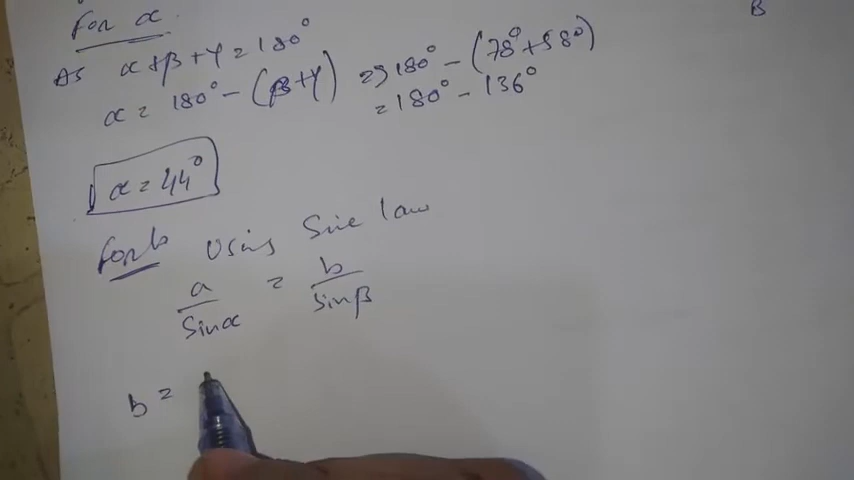 For α
B
As α+β+γ=180°
α = 180° - (β+γ) => 180° - (78°+58°)
= 180° - 136°
α = 44°
For b Using Sine law
a/Sinα = b/sinβ
b =